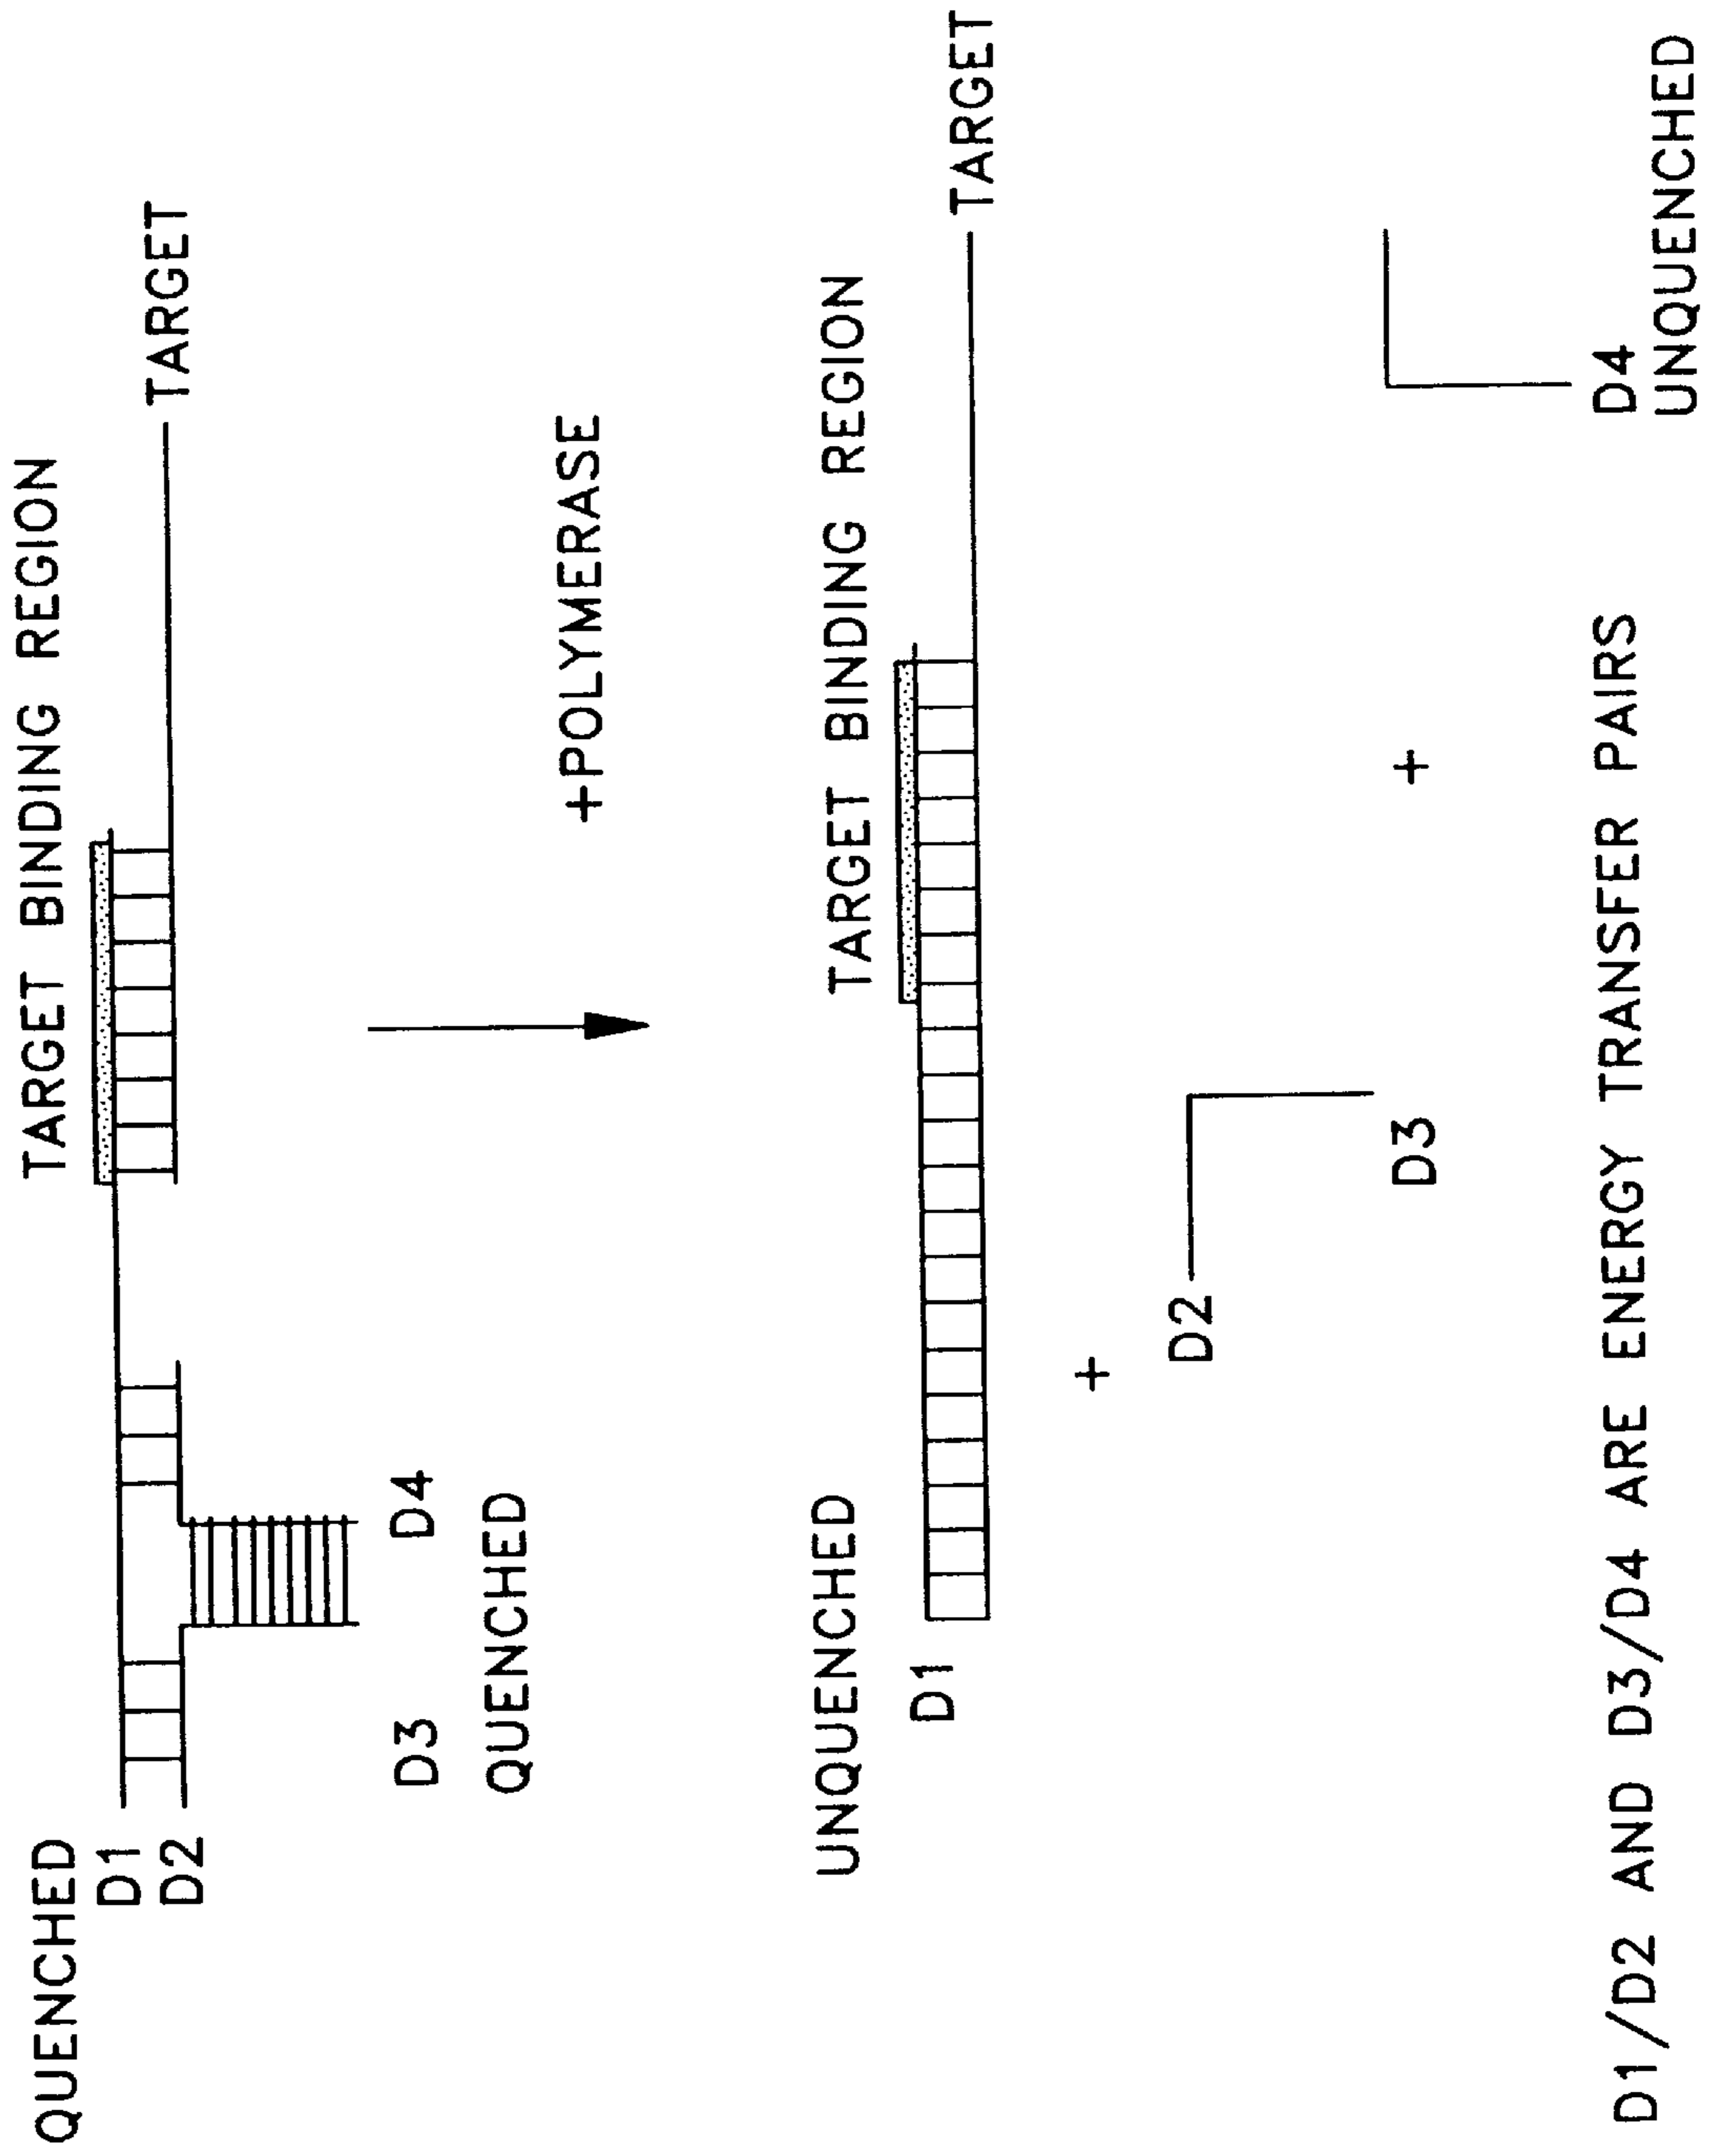 TARGET BINDING REGION
QUENCHED
D1
D2
TARGET
D3 D4
QUENCHED
+POLYMERASE
UNQUENCHED
TARGET BINDING REGION
D1
TARGET
+
D2
D3
+
D4
UNQUENCHED
D1/D2 AND D3/D4 ARE ENERGY TRANSFER PAIRS